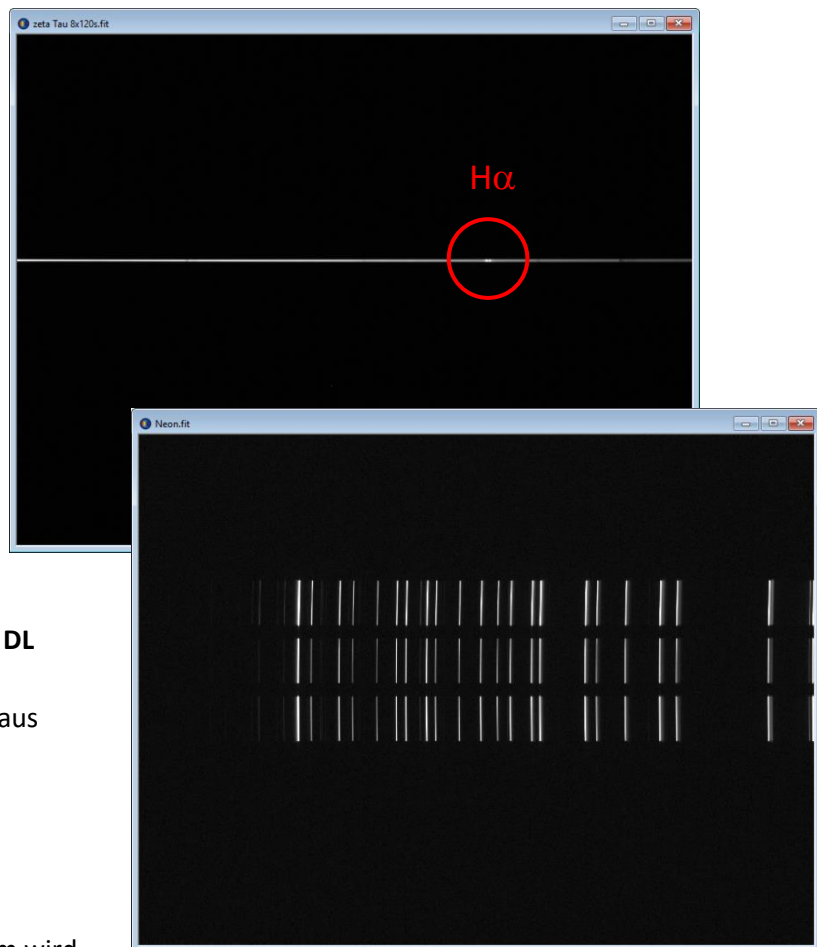 zeta Tau 8x120s.fit
Hα
Neon.fit
DL
aus
wird